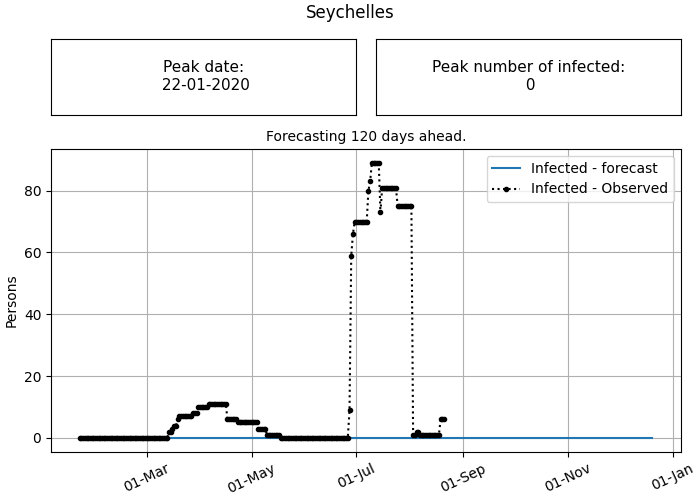 Seychelles
Peak date:
22-01-2020
Peak number of infected:
0
Forecasting 120 days ahead.
Infected - forecast
Infected - Observed
Persons
80
60
40
20
0
01-Mar
01-May
01-Jul
01-Sep
01-Nov
01-Jan